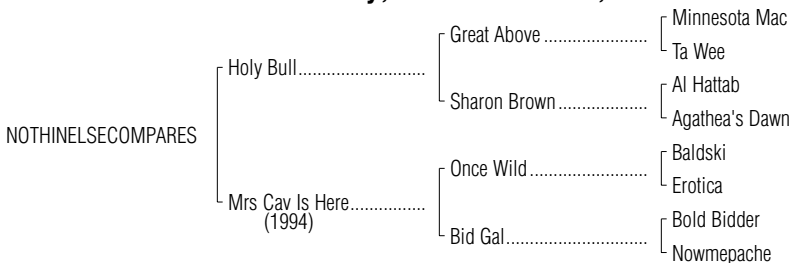 Minnesota Mac
Great Above
Ta Wee
Holy Bull
Al Hattab
Sharon Brown
Agathea's Dawn
NOTHINELSECOMPARES
Baldski
Once Wild
Erotica
Mrs Cav Is Here
(1994)
Bold Bidder
Bid Gal
Nowmepache